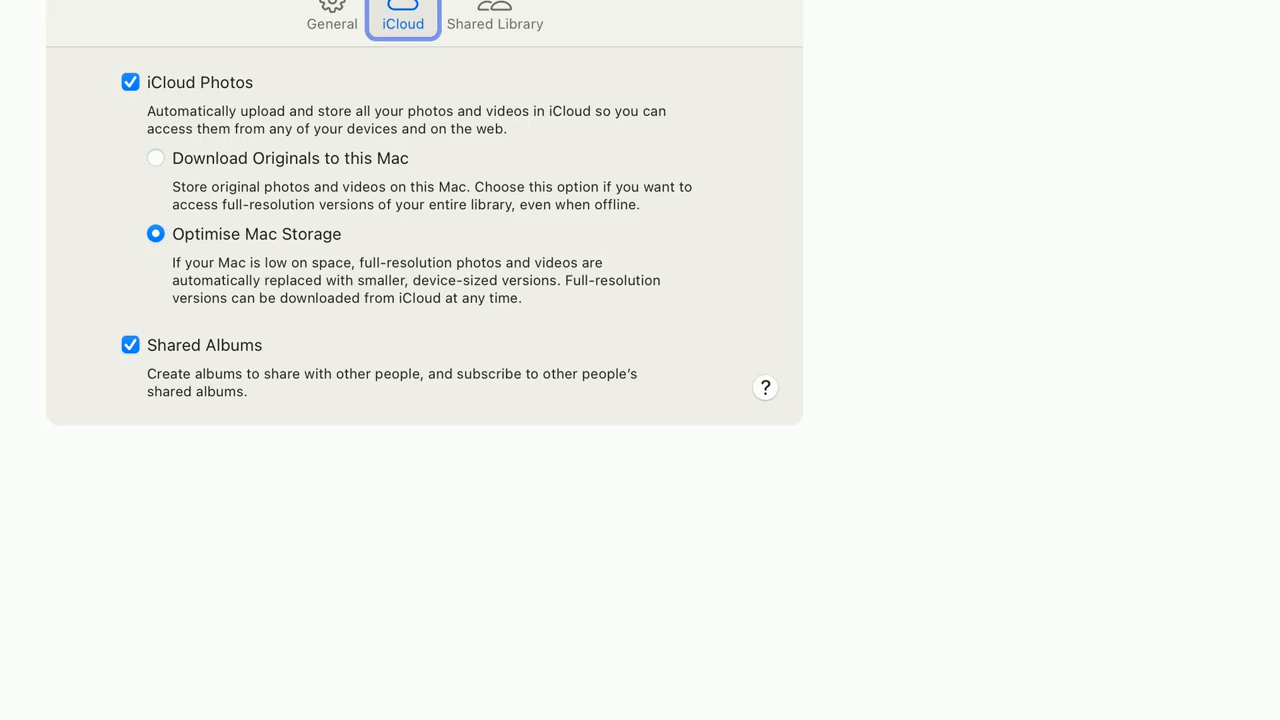 General iCloud Shared Library
iCloud Photos
Automatically upload and store all your photos and videos in iCloud so you can
access them from any of your devices and on the web.
Download Originals to this Mac
Store original photos and videos on this Mac. Choose this option if you want to
access full-resolution versions of your entire library, even when offline.
Optimise Mac Storage
If your Mac is low on space, full-resolution photos and videos are
automatically replaced with smaller, device-sized versions. Full-resolution
versions can be downloaded from iCloud at any time.
Shared Albums
Create albums to share with other people, and subscribe to other people’s
shared albums.
?